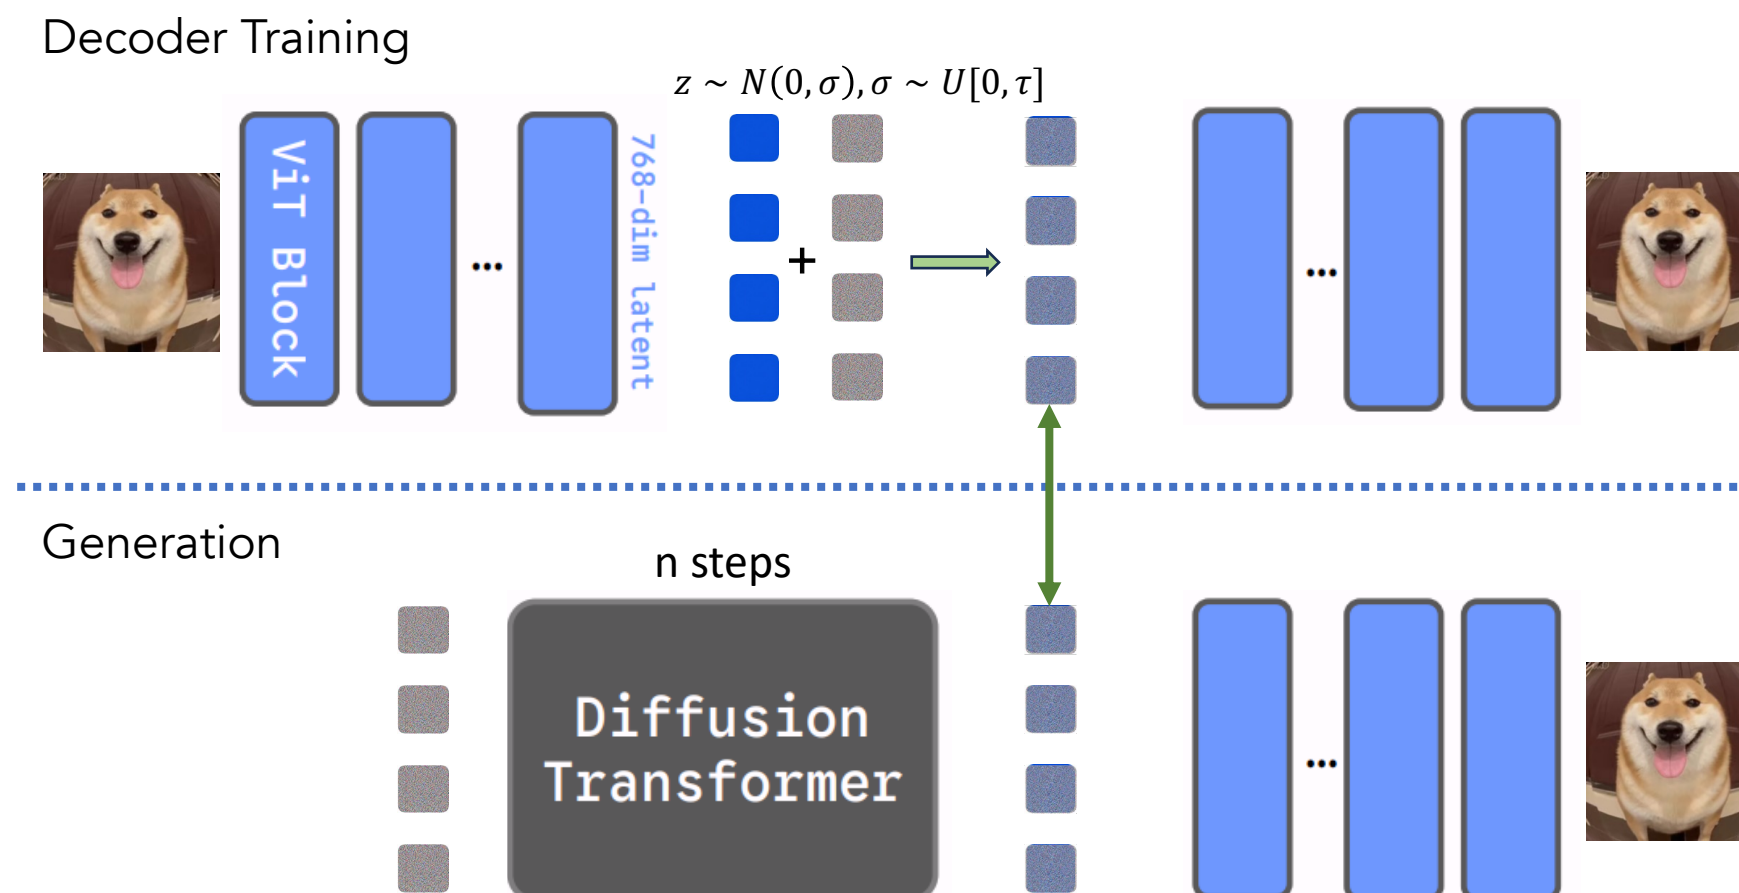 Decoder Training
z ~ N(0, σ), σ ~ U[0, τ]
ViT Block
...
768-dim latent
+
...
Generation
n steps
Diffusion
Transformer
...